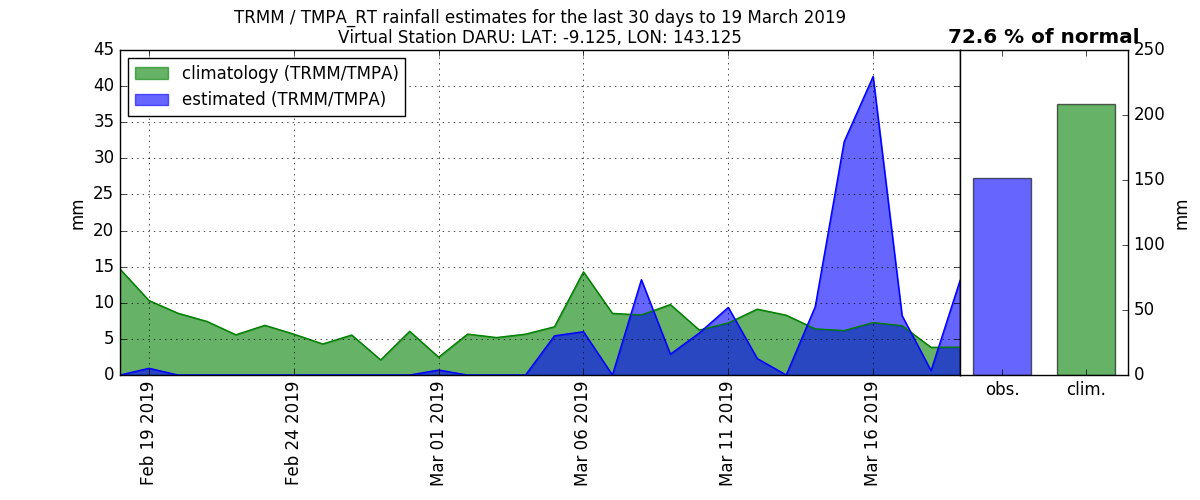 TRMM / TMPA_RT rainfall estimates for the last 30 days to 19 March 2019
Virtual Station DARU: LAT: -9.125, LON: 143.125
72.6 % of normal
climatology (TRMM/TMPA)
estimated (TRMM/TMPA)
45
40
35
30
25
20
15
10
5
0
mm
Feb 19 2019
Feb 24 2019
Mar 01 2019
Mar 06 2019
Mar 11 2019
Mar 16 2019
obs.
clim.
250
200
150
100
50
0
mm